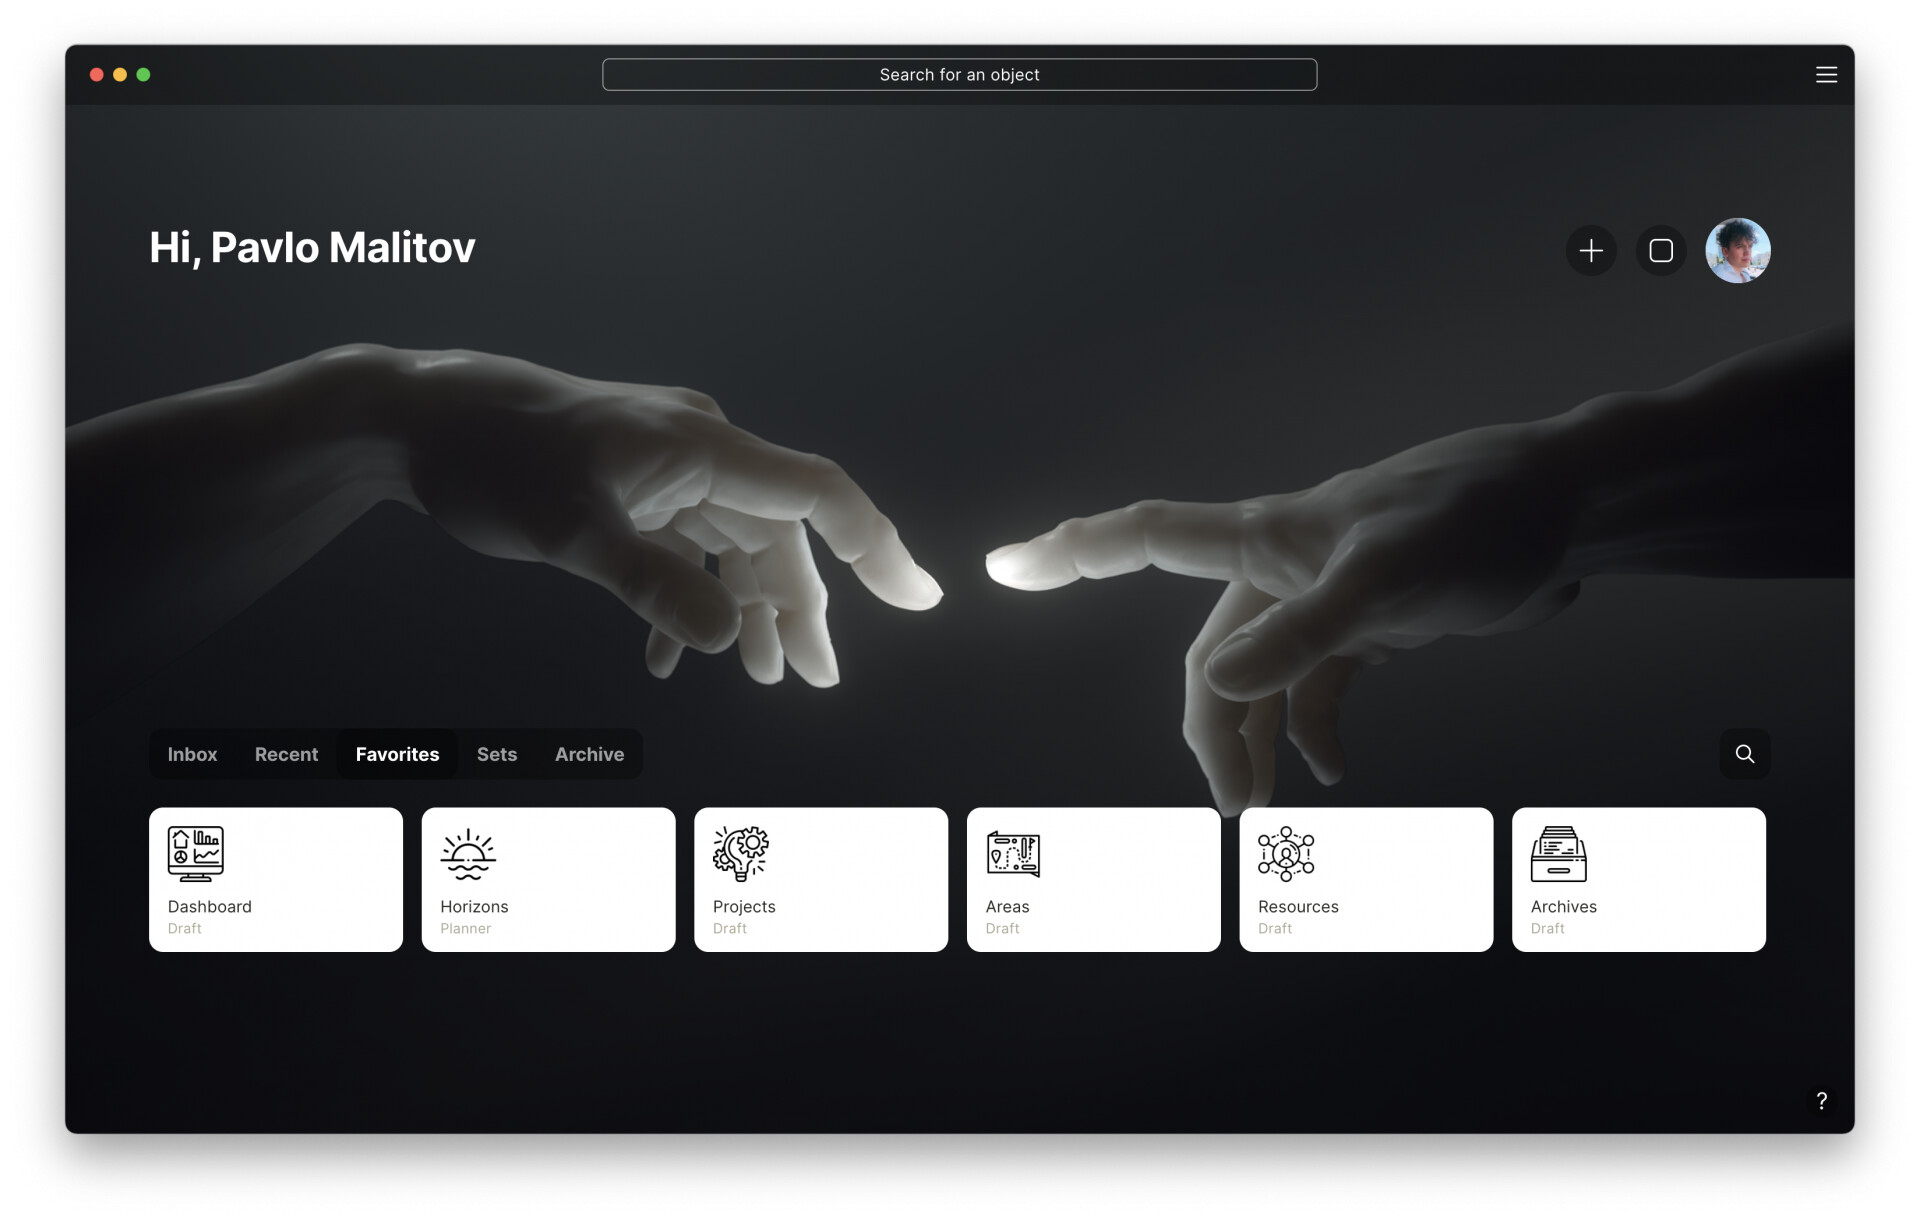 Search for an object
Hi, Pavlo Malitov
Inbox Recent Favorites Sets Archive
Dashboard
Draft
Horizons
Planner
Projects
Draft
Areas
Draft
Resources
Draft
Archives
Draft
?